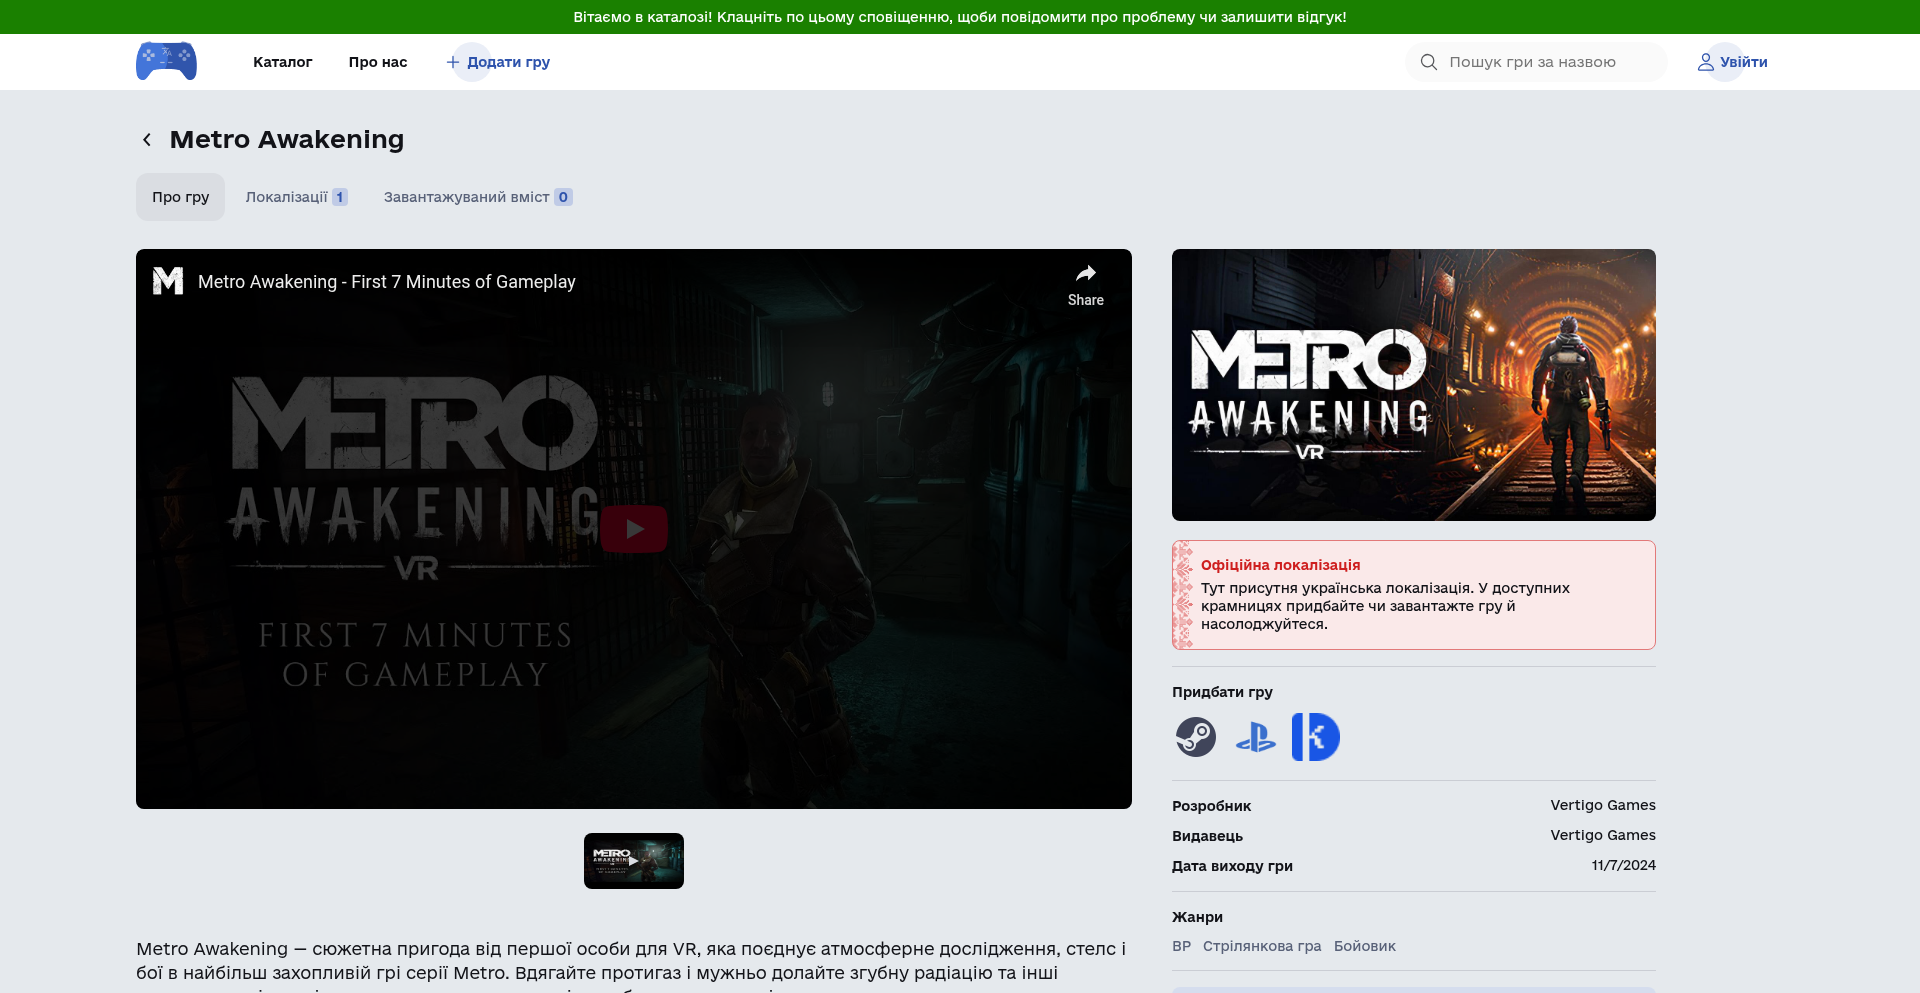 Вітаємо в каталозі! Клацніть по цьому сповіщенню, щоби повідомити про проблему чи залишити відгук!
Каталог
Про нас
Додати гру
Пошук гри за назвою
Увійти
Metro Awakening
Про гру
Локалізації 1
Завантажуваний вміст 0
Metro Awakening - First 7 Minutes of Gameplay
Share
METRO
AWAKENING
VR
FIRST 7 MINUTES
OF GAMEPLAY
METRO
AWAKENING
VR
Офіційна локалізація
Тут присутня українська локалізація. У доступних
крамницях придбайте чи завантажте гру й
насолоджуйтеся.
Придбати гру
Розробник
Vertigo Games
Видавець
Vertigo Games
Дата виходу гри
11/7/2024
Жанри
ВР Стрілянкова гра Бойовик
METRO
AWAKENING
Metro Awakening — сюжетна пригода від першої особи для VR, яка поєднує атмосферне дослідження, стелс і
бої в найбільш захопливій грі серії Metro. Вдягайте протигаз і мужньо долайте згубну радіацію та інші